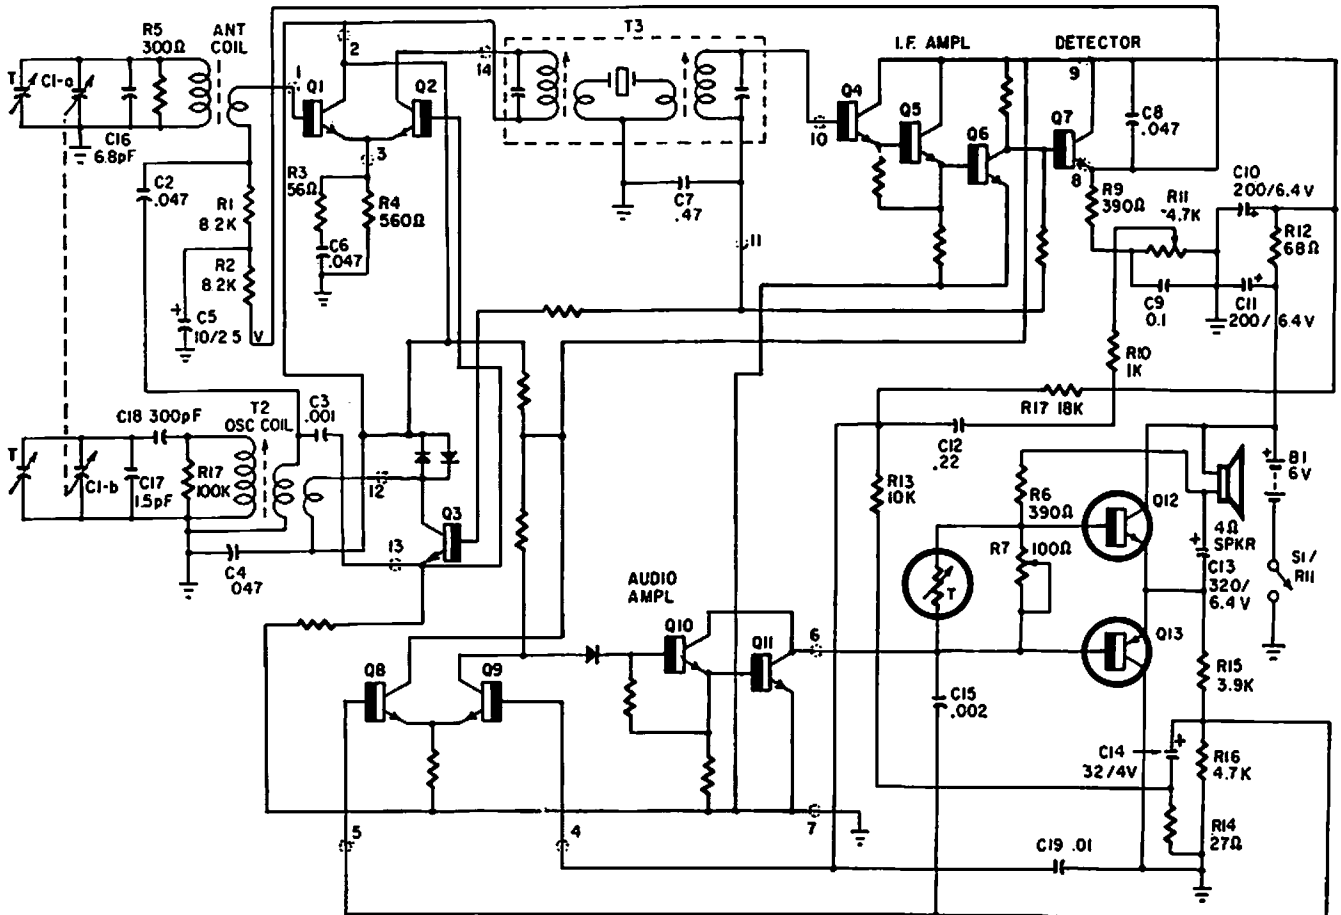 R5
300Ω
ANT
COIL
T
C1-a
C16
6.8pF
1
2
Q1
Q2
3
14
T3
I.F. AMPL
DETECTOR
9
Q4
10
Q5
Q6
Q7
C8
.047
8
C2
.047
R1
8.2K
R2
8.2K
C5
10/2 5 V
R3
56Ω
R4
560Ω
C6
.047
C7
.47
11
R9
390Ω
R11
4.7K
C10
200/6.4V
R12
68Ω
C9
0.1
C11
200/6.4V
R10
1K
R17 18K
C18 300pF
T2
OSC COIL
C3
.001
T
C1-b
C17
1.5pF
R17
100K
12
Q3
13
C4
047
C12
.22
R13
10K
R6
390Ω
R7
100Ω
T
Q12
Q13
4Ω
SPKR
C13
320/
6.4V
B1
6V
S1/
R11
AUDIO
AMPL
Q10
Q11
6
Q8
Q9
C15
.002
R15
3.9K
C14
32/4V
R16
4.7K
R14
27Ω
5
4
7
C19 .01